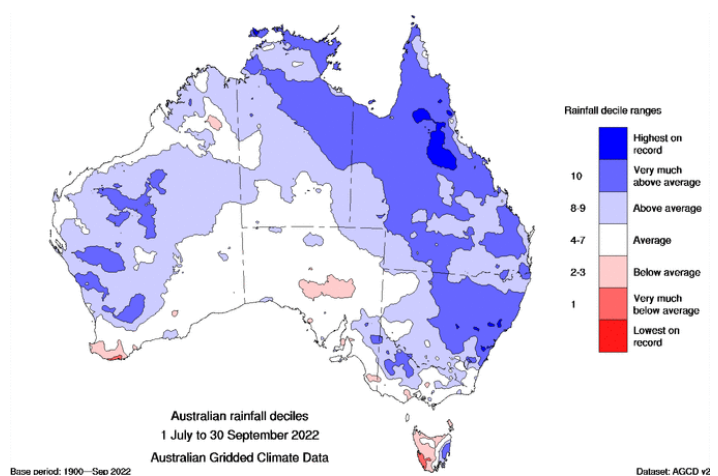 Rainfall decile ranges
Highest on
record
10
Very much
above average
8-9
Above average
4-7
Average
2-3
Below average
1
Very much
below average
Lowest on
record
Australian rainfall deciles
1 July to 30 September 2022
Australian Gridded Climate Data
Base period: 1900—Sep 2022
Dataset: AGCD v2